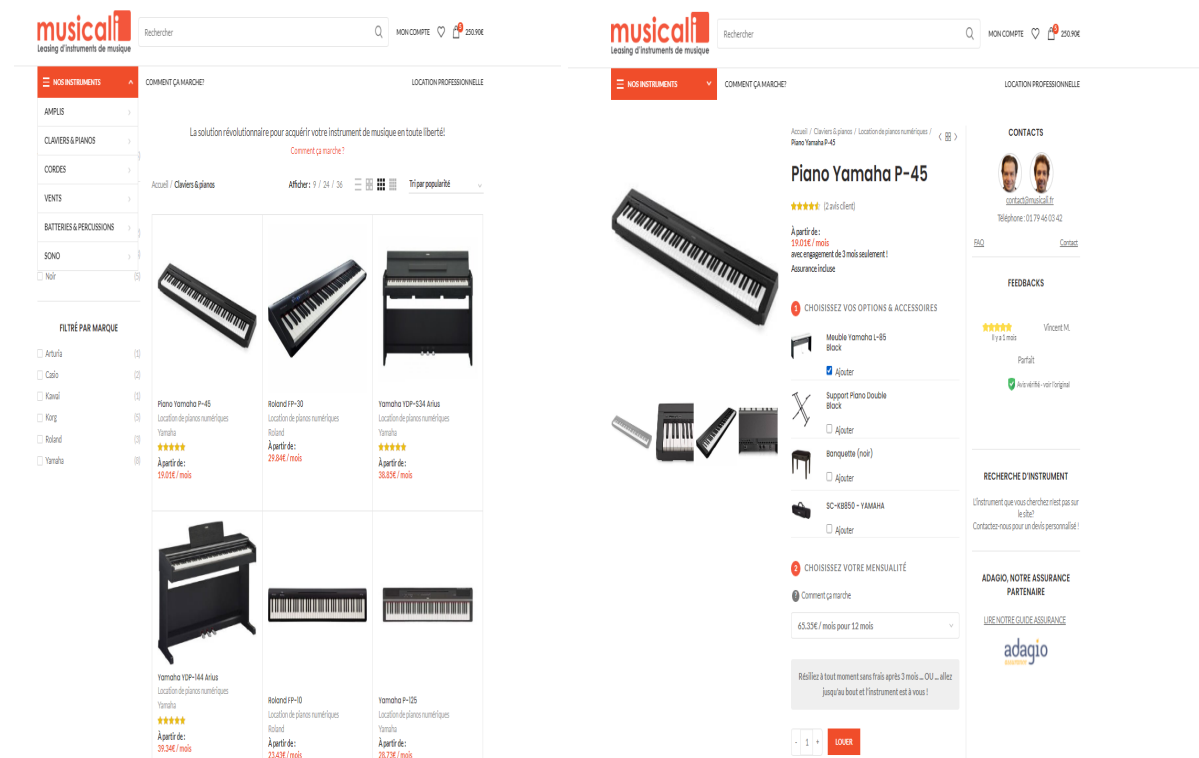 musicali
Leasing d'instruments de musique
Rechercher
MON COMPTE
250.90€
NOS INSTRUMENTS
COMMENT ÇA MARCHE?
LOCATION PROFESSIONNELLE
AMPLIS
CLAVIERS & PIANOS
CORDES
VENTS
BATTERIES & PERCUSSIONS
SONO
Noir (5)
FILTRÉ PAR MARQUE
Arturia (1)
Casio (2)
Kawai (1)
Korg (5)
Roland (3)
Yamaha (8)
La solution révolutionnaire pour acquérir votre instrument de musique en toute liberté!
Comment ça marche ?
Accueil / Claviers & pianos
Afficher : 9 / 24 / 36
Tri par popularité
Piano Yamaha P-45
Location de pianos numériques
Yamaha
À partir de :
19.01€ / mois
Roland FP-30
Location de pianos numériques
Roland
À partir de :
29.84€ / mois
Yamaha YDP-S34 Arius
Location de pianos numériques
Yamaha
À partir de :
38.85€ / mois
Yamaha YDP-144 Arius
Location de pianos numériques
Yamaha
À partir de :
39.34€ / mois
Roland FP-10
Location de pianos numériques
Roland
À partir de :
23.43€ / mois
Yamaha P-125
Location de pianos numériques
Yamaha
À partir de :
28.73€ / mois
musicali
Leasing d'instruments de musique
Rechercher
MON COMPTE
250.90€
NOS INSTRUMENTS
COMMENT ÇA MARCHE?
LOCATION PROFESSIONNELLE
Accueil / Claviers & pianos / Location de pianos numériques /
Piano Yamaha P-45
Piano Yamaha P-45
(2 avis client)
À partir de :
19.01€ / mois
avec engagement de 3 mois seulement !
Assurance incluse
1 CHOISISSEZ VOS OPTIONS & ACCESSOIRES
Meuble Yamaha L-85
Black
Ajouter
Support Piano Double
Black
Ajouter
Banquette (noir)
Ajouter
SC-KB850 - YAMAHA
Ajouter
2 CHOISISSEZ VOTRE MENSUALITÉ
? Comment ça marche
65.35€ / mois pour 12 mois
Résiliez à tout moment sans frais après 3 mois ... OU ... allez
jusqu'au bout et l'instrument est à vous !
- 1 +
LOUER
CONTACTS
contact@musicali.fr
Téléphone : 01 79 46 03 42
FAQ
Contact
FEEDBACKS
Vincent M.
Il y a 1 mois
Parfait
Avis vérifié - voir l'original
RECHERCHE D'INSTRUMENT
L'instrument que vous cherchez n'est pas sur
le site?
Contactez-nous pour un devis personnalisé !
ADAGIO, NOTRE ASSURANCE
PARTENAIRE
LIRE NOTRE GUIDE ASSURANCE
adagio